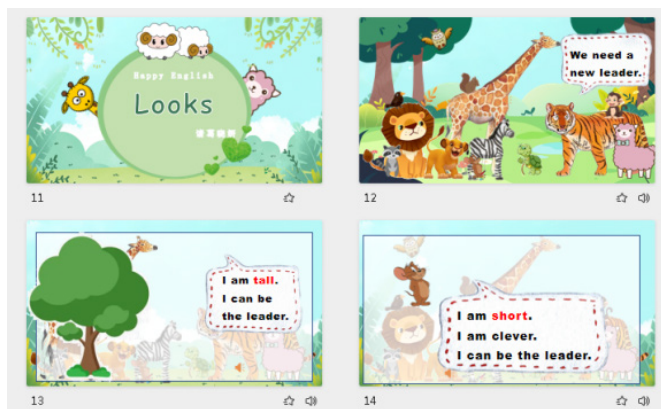 Happy English
Looks
11
We need a
new leader.
12
I am tall.
I can be
the leader.
13
I am short.
I am clever.
I can be the leader.
14